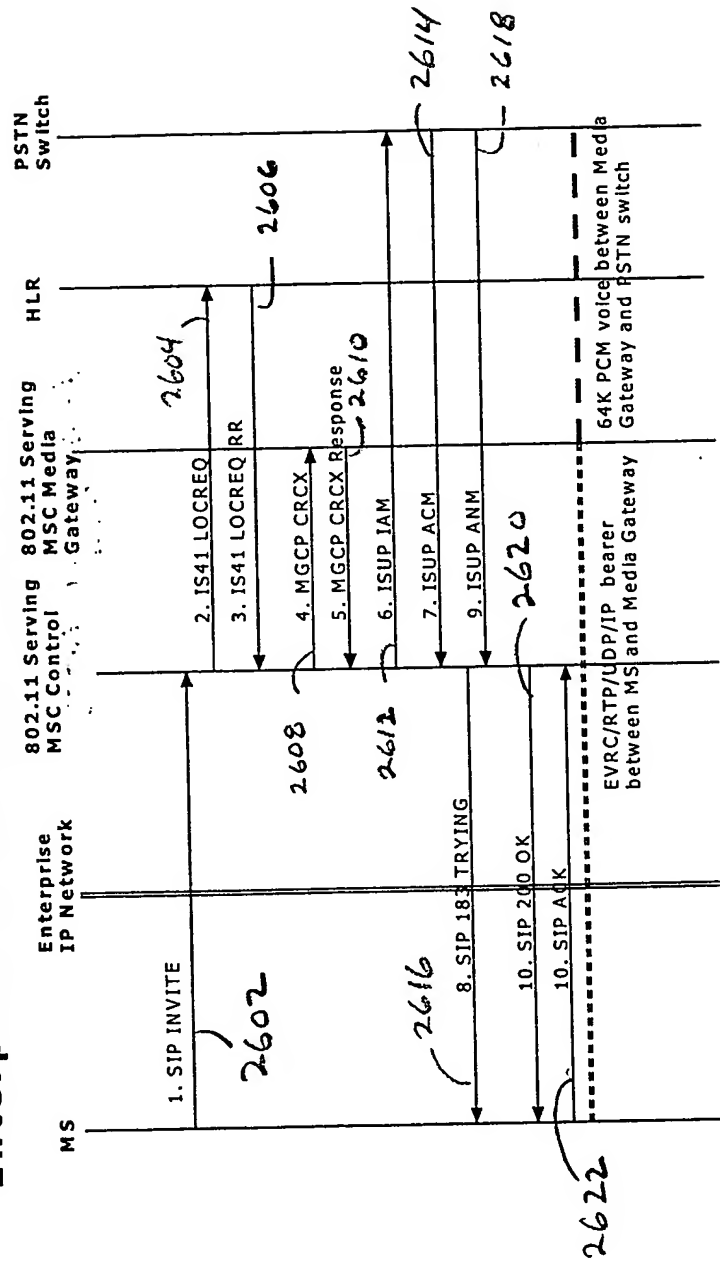 MS
Enterprise
IP Network
802.11 Serving
MSC Control
802.11 Serving
MSC Media
Gateway
HLR
PSTN
Switch
1. SIP INVITE
2602
2. IS41 LOCREQ
2604
3. IS41 LOCREQ RR
2606
4. MGCP CRCX
2608
5. MGCP CRCX Response
2610
6. ISUP IAM
2612
7. ISUP ACM
2614
8. SIP 183 TRYING
2616
9. ISUP ANM
2618
10. SIP 200 OK
2620
10. SIP ACK
2622
EVRC/RTP/UDP/IP bearer
between MS and Media Gateway
64K PCM voice between Media
Gateway and PSTN switch